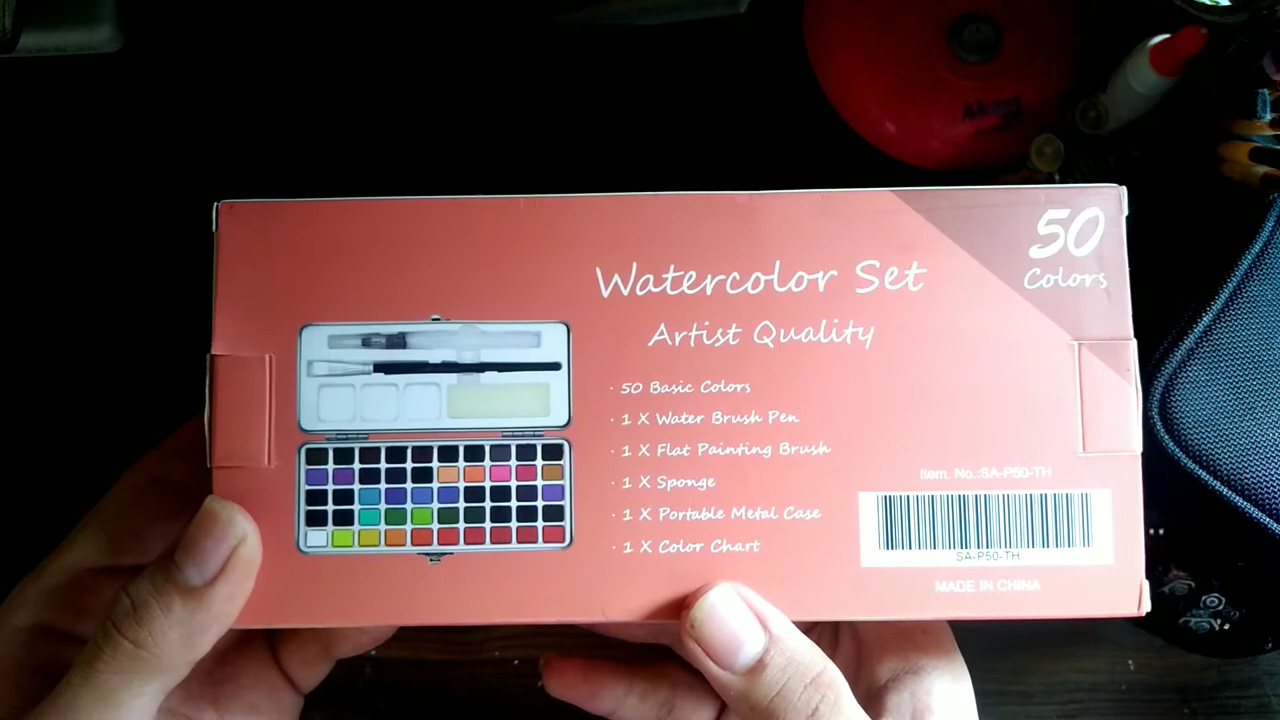 50
Colors
Watercolor Set
Artist Quality
· 50 Basic Colors
· 1 X Water Brush Pen
· 1 X Flat Painting Brush
· 1 X Sponge
· 1 X Portable Metal Case
· 1 X Color Chart
Item. No.:SA-P50-TH
SA-P50-TH
MADE IN CHINA